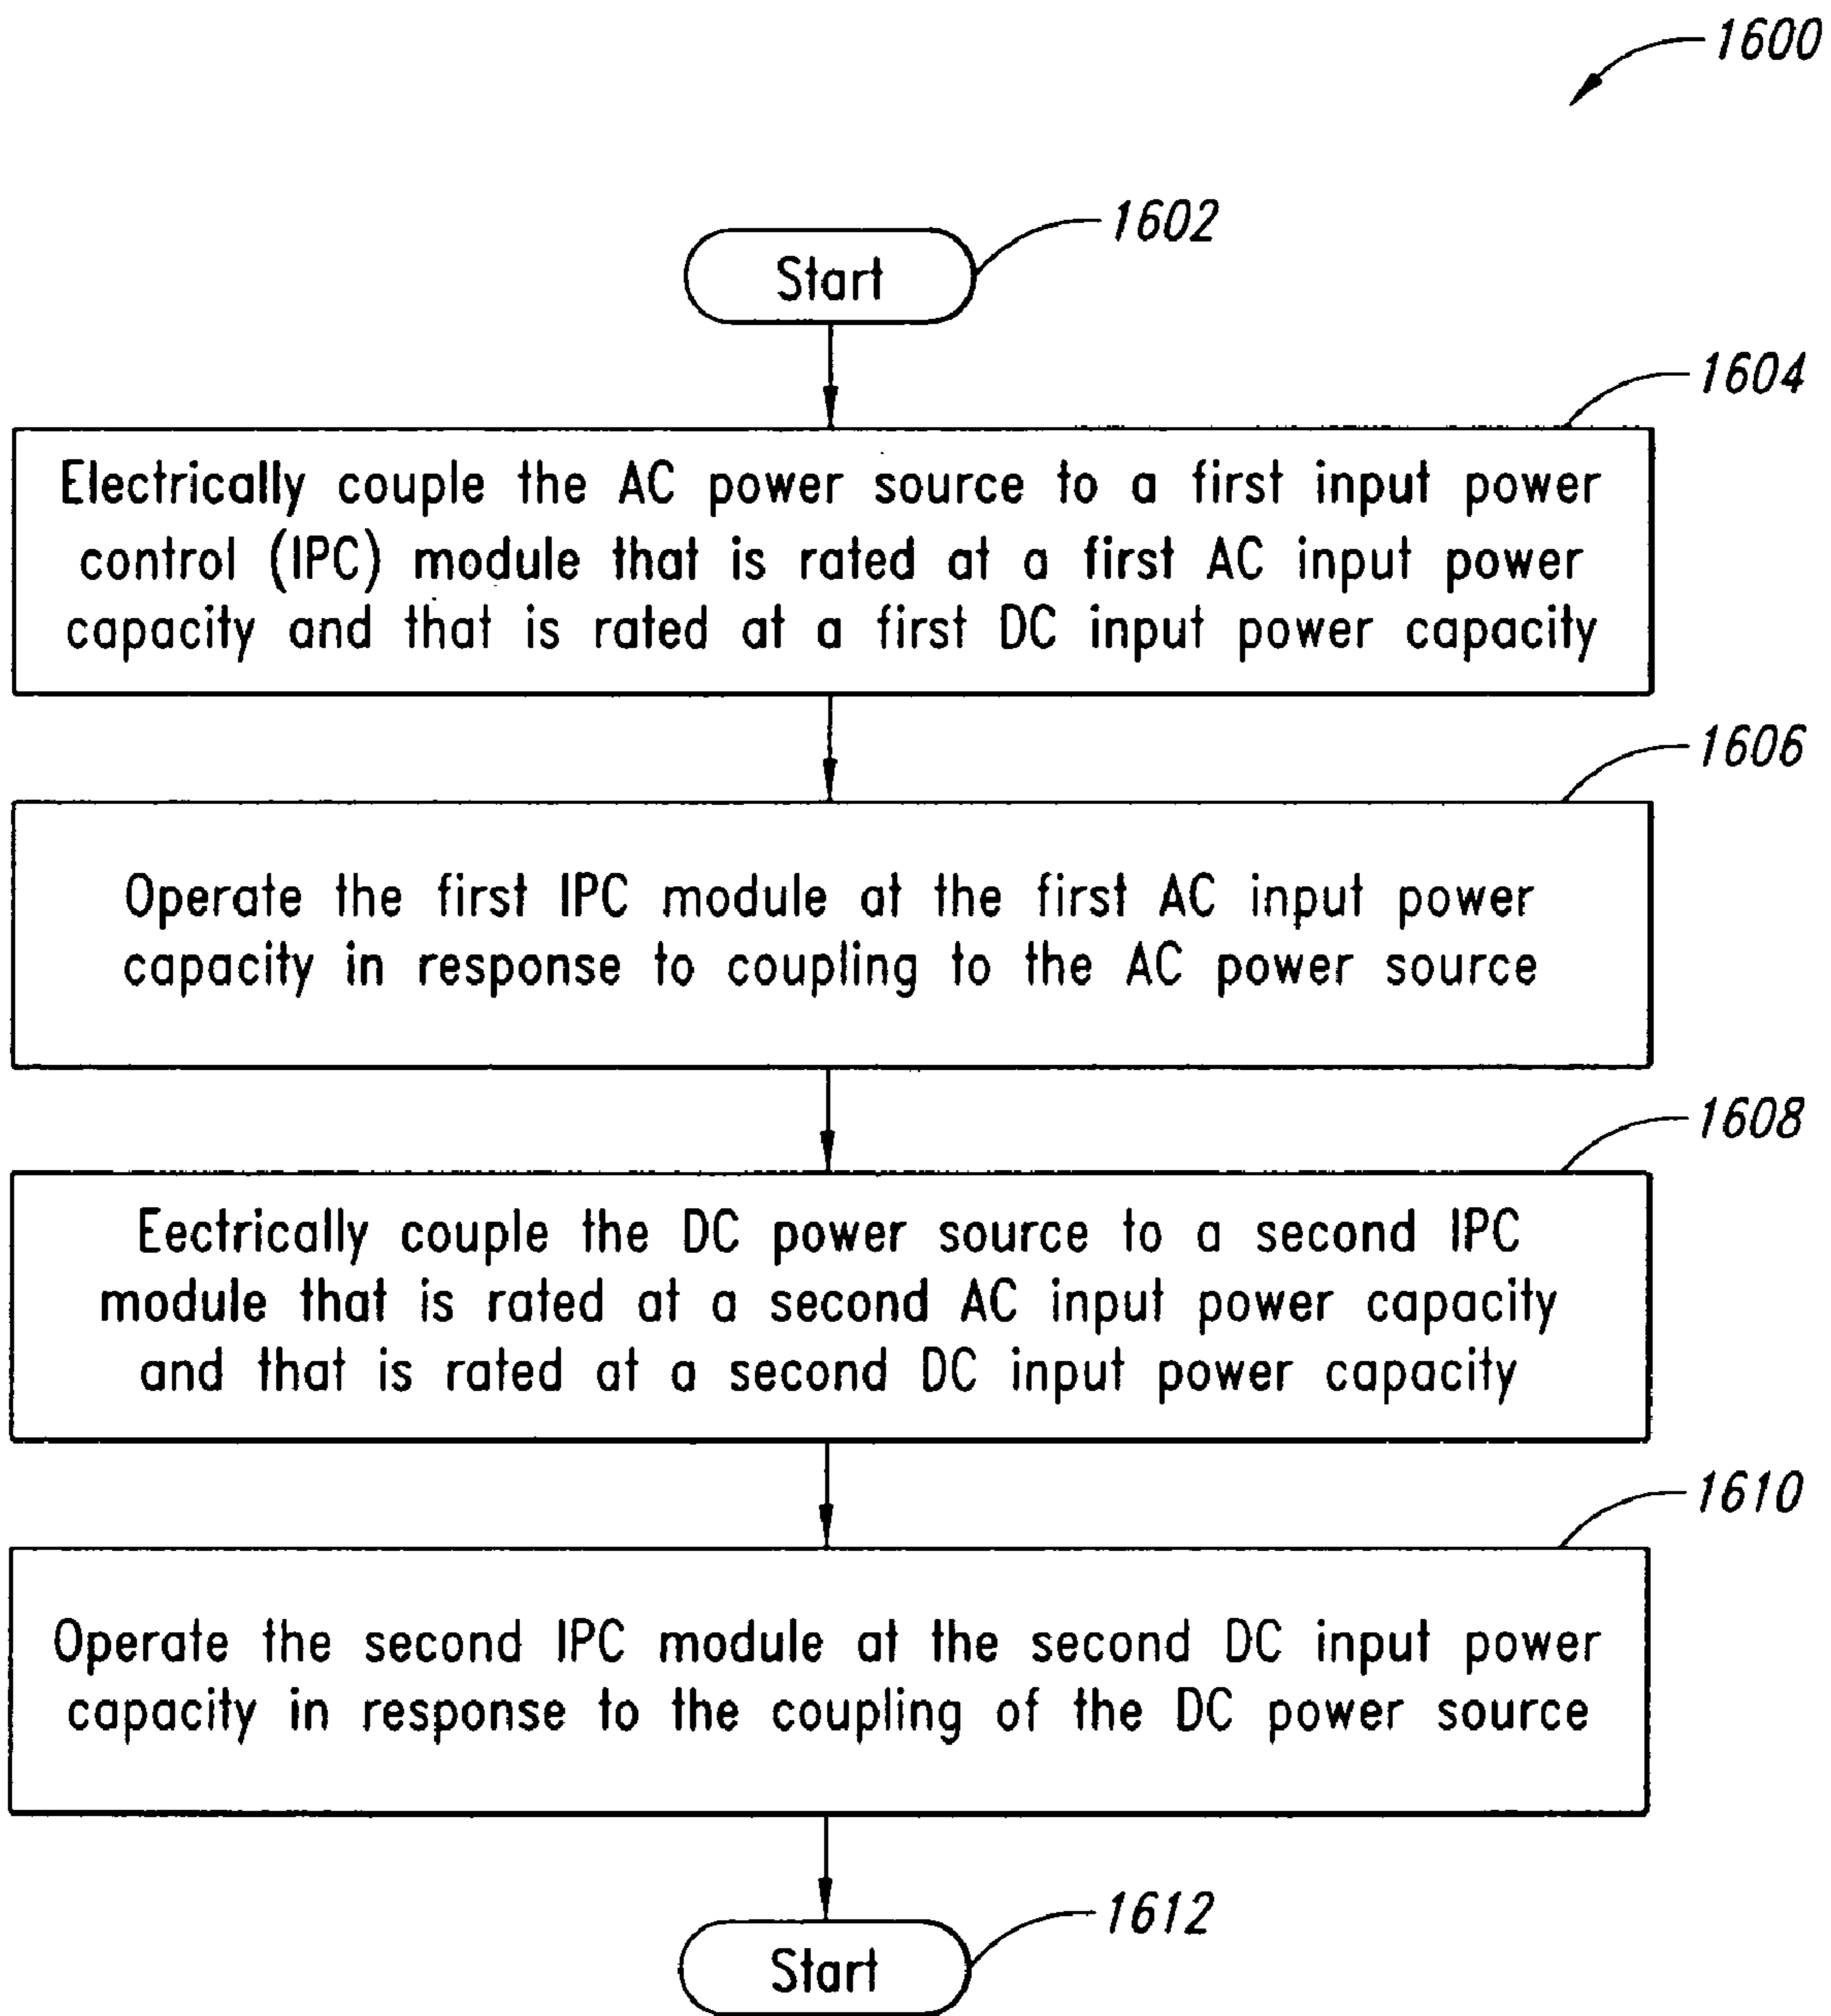 1600
Start
1602
1604
Electrically couple the AC power source to a first input power
control (IPC) module that is rated at a first AC input power
capacity and that is rated at a first DC input power capacity
1606
Operate the first IPC module at the first AC input power
capacity in response to coupling to the AC power source
1608
Eectrically couple the DC power source to a second IPC
module that is rated at a second AC input power capacity
and that is rated at a second DC input power capacity
1610
Operate the second IPC module at the second DC input power
capacity in response to the coupling of the DC power source
1612
Start